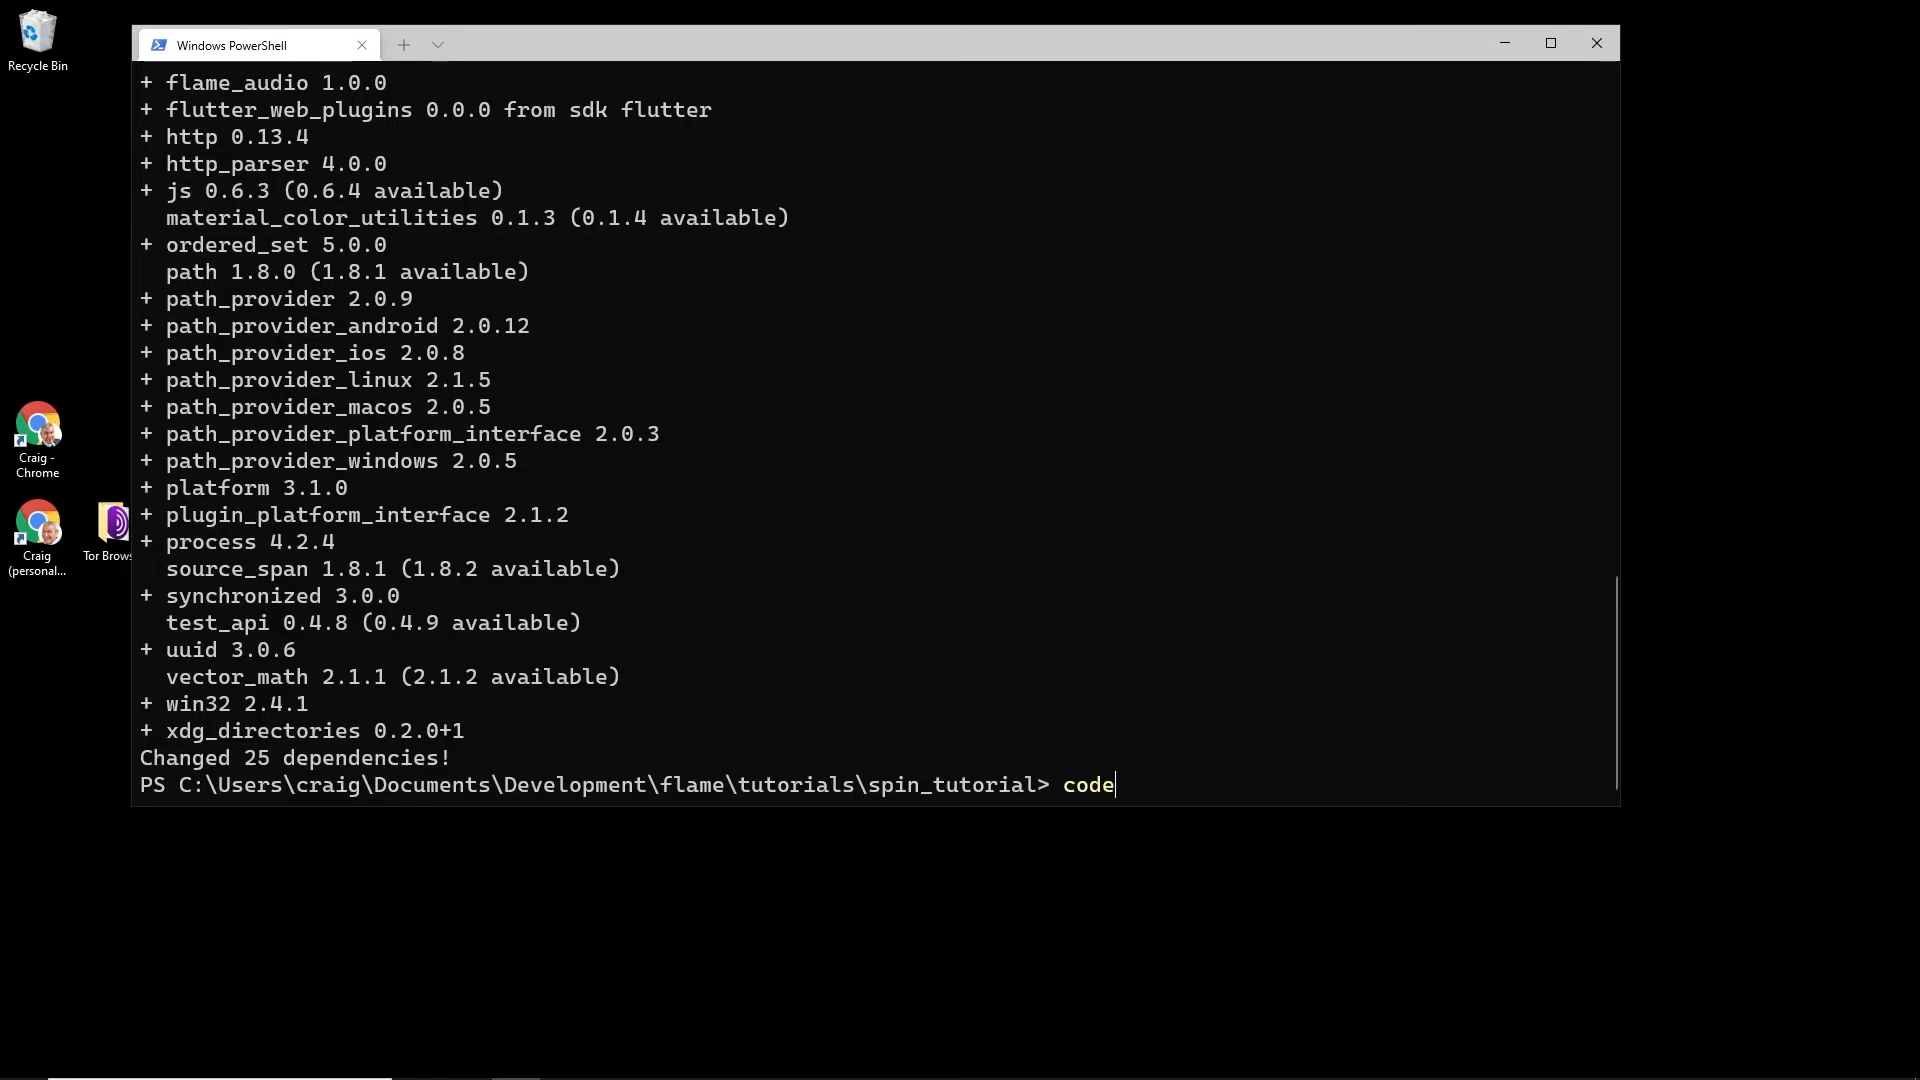 Recycle Bin
Windows PowerShell
+ flame_audio 1.0.0
+ flutter_web_plugins 0.0.0 from sdk flutter
+ http 0.13.4
+ http_parser 4.0.0
+ js 0.6.3 (0.6.4 available)
  material_color_utilities 0.1.3 (0.1.4 available)
+ ordered_set 5.0.0
  path 1.8.0 (1.8.1 available)
+ path_provider 2.0.9
+ path_provider_android 2.0.12
+ path_provider_ios 2.0.8
+ path_provider_linux 2.1.5
+ path_provider_macos 2.0.5
+ path_provider_platform_interface 2.0.3
+ path_provider_windows 2.0.5
+ platform 3.1.0
+ plugin_platform_interface 2.1.2
+ process 4.2.4
  source_span 1.8.1 (1.8.2 available)
+ synchronized 3.0.0
  test_api 0.4.8 (0.4.9 available)
+ uuid 3.0.6
  vector_math 2.1.1 (2.1.2 available)
+ win32 2.4.1
+ xdg_directories 0.2.0+1
Changed 25 dependencies!
PS C:\Users\craig\Documents\Development\flame\tutorials\spin_tutorial> code
Craig -
Chrome
Craig
(personal...
Tor Brows